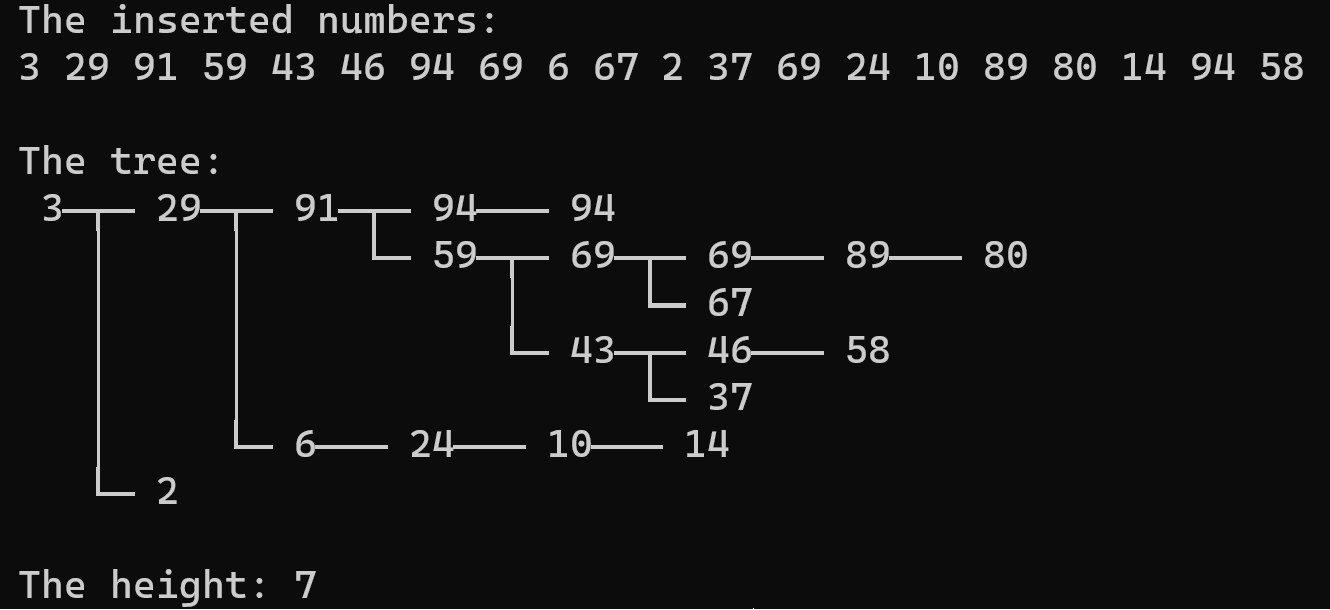 The inserted numbers:
3 29 91 59 43 46 94 69 6 67 2 37 69 24 10 89 80 14 94 58
The tree:
3 29 91 94 94
59 69 69 89 80
67
43 46 58
37
6 24 10 14
2
The height: 7